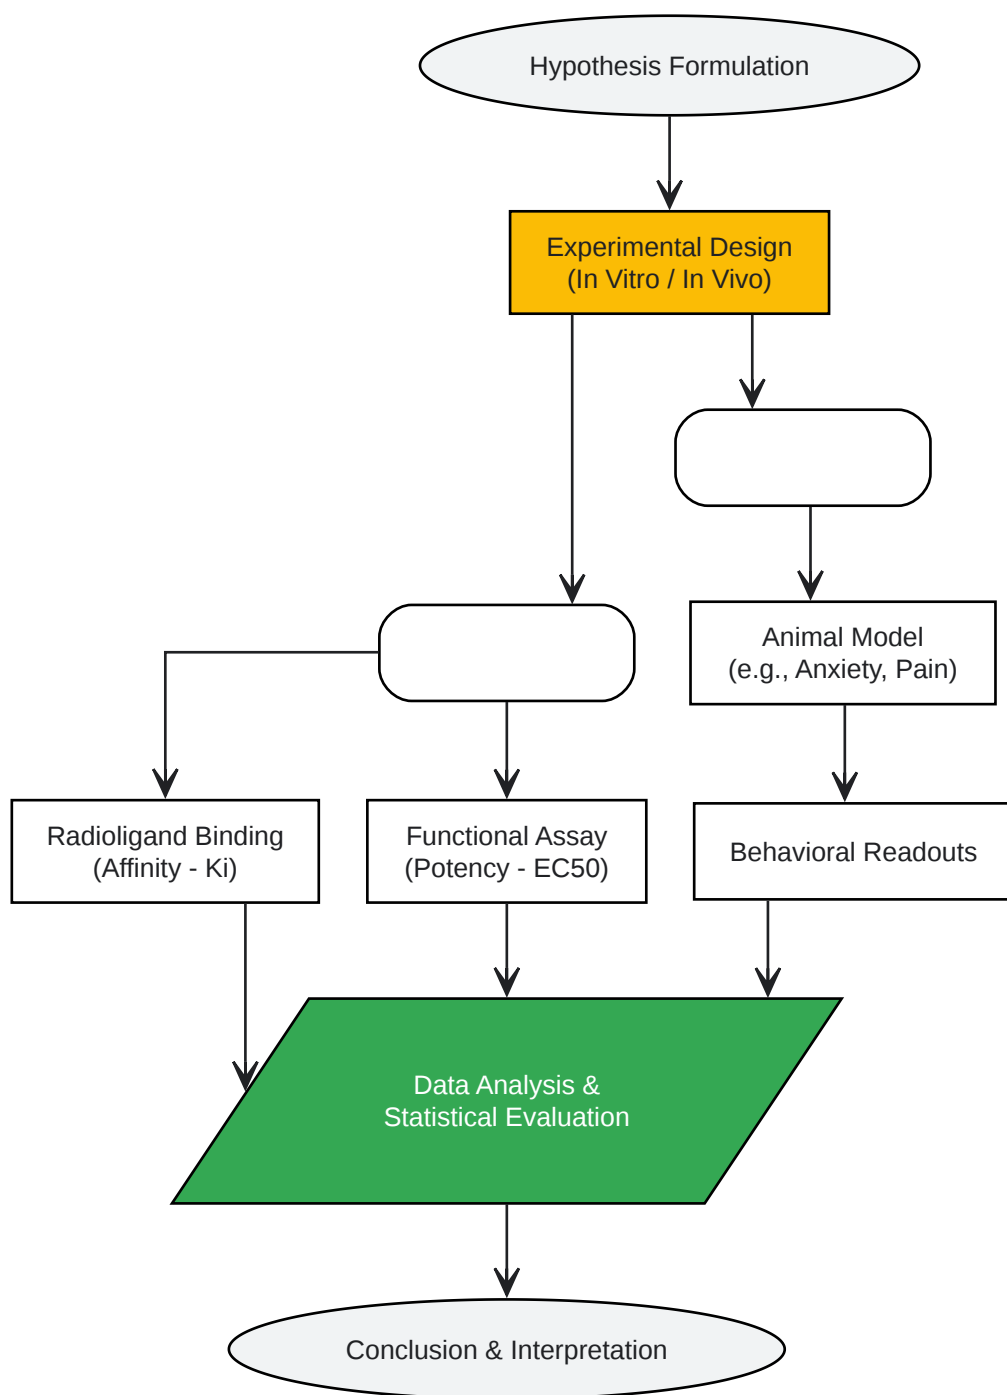 Hypothesis Formulation
Experimental Design
(In Vitro / In Vivo)
Animal Model
(e.g., Anxiety, Pain)
Radioligand Binding
(Affinity - Ki)
Functional Assay
(Potency - EC50)
Behavioral Readouts
Data Analysis &
Statistical Evaluation
Conclusion & Interpretation